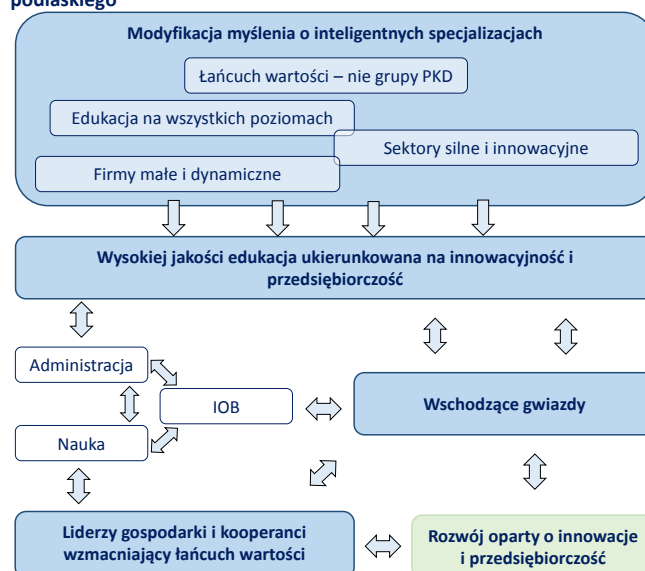 podlaskiego
Modyfikacja myślenia o inteligentnych specjalizacjach
Łańcuch wartości – nie grupy PKD
Edukacja na wszystkich poziomach
Sektory silne i innowacyjne
Firmy małe i dynamiczne
Wysokiej jakości edukacja ukierunkowana na innowacyjność i
przedsiębiorczość
Administracja
IOB
Wschodzące gwiazdy
Nauka
Liderzy gospodarki i kooperanci
wzmacniający łańcuch wartości
Rozwój oparty o innowacje
i przedsiębiorczość